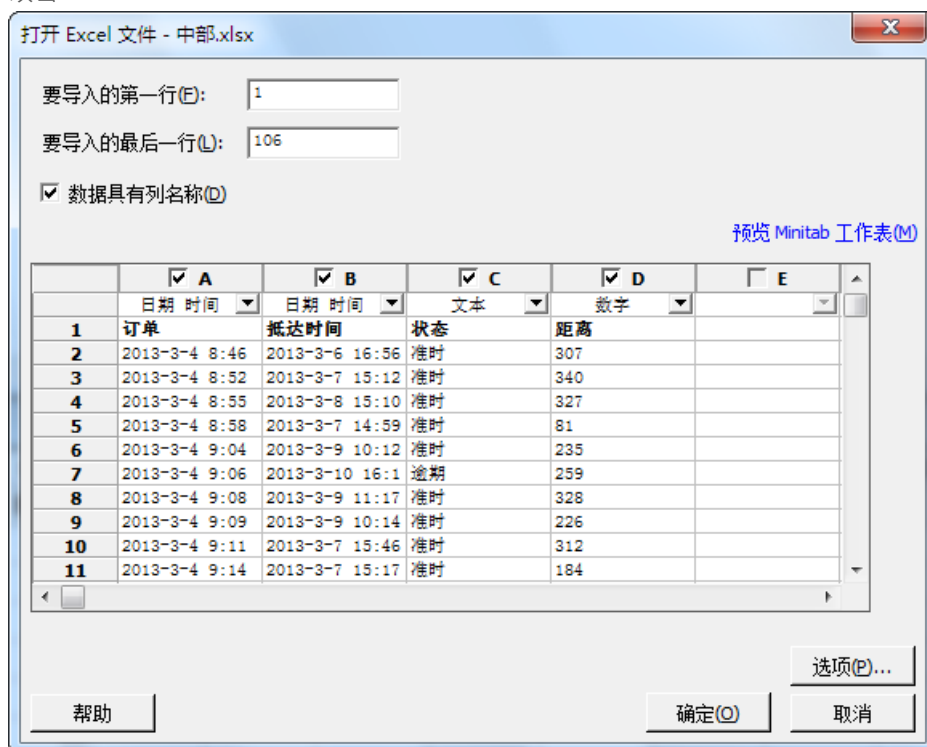 打开 Excel 文件 - 中部.xlsx
要导入的第一行(F): 1
要导入的最后一行(L): 106
数据具有列名称(D)
预览 Minitab 工作表(M)
A B C D E
日期 时间 日期 时间 文本 数字
1 订单 抵达时间 状态 距离
2 2013-3-4 8:46 2013-3-6 16:56 准时 307
3 2013-3-4 8:52 2013-3-7 15:12 准时 340
4 2013-3-4 8:55 2013-3-8 15:10 准时 327
5 2013-3-4 8:58 2013-3-7 14:59 准时 81
6 2013-3-4 9:04 2013-3-9 10:12 准时 235
7 2013-3-4 9:06 2013-3-10 16:1 逾期 259
8 2013-3-4 9:08 2013-3-9 11:17 准时 328
9 2013-3-4 9:09 2013-3-9 10:14 准时 226
10 2013-3-4 9:11 2013-3-7 15:46 准时 312
11 2013-3-4 9:14 2013-3-7 15:17 准时 184
选项(P)...
帮助 确定(O) 取消